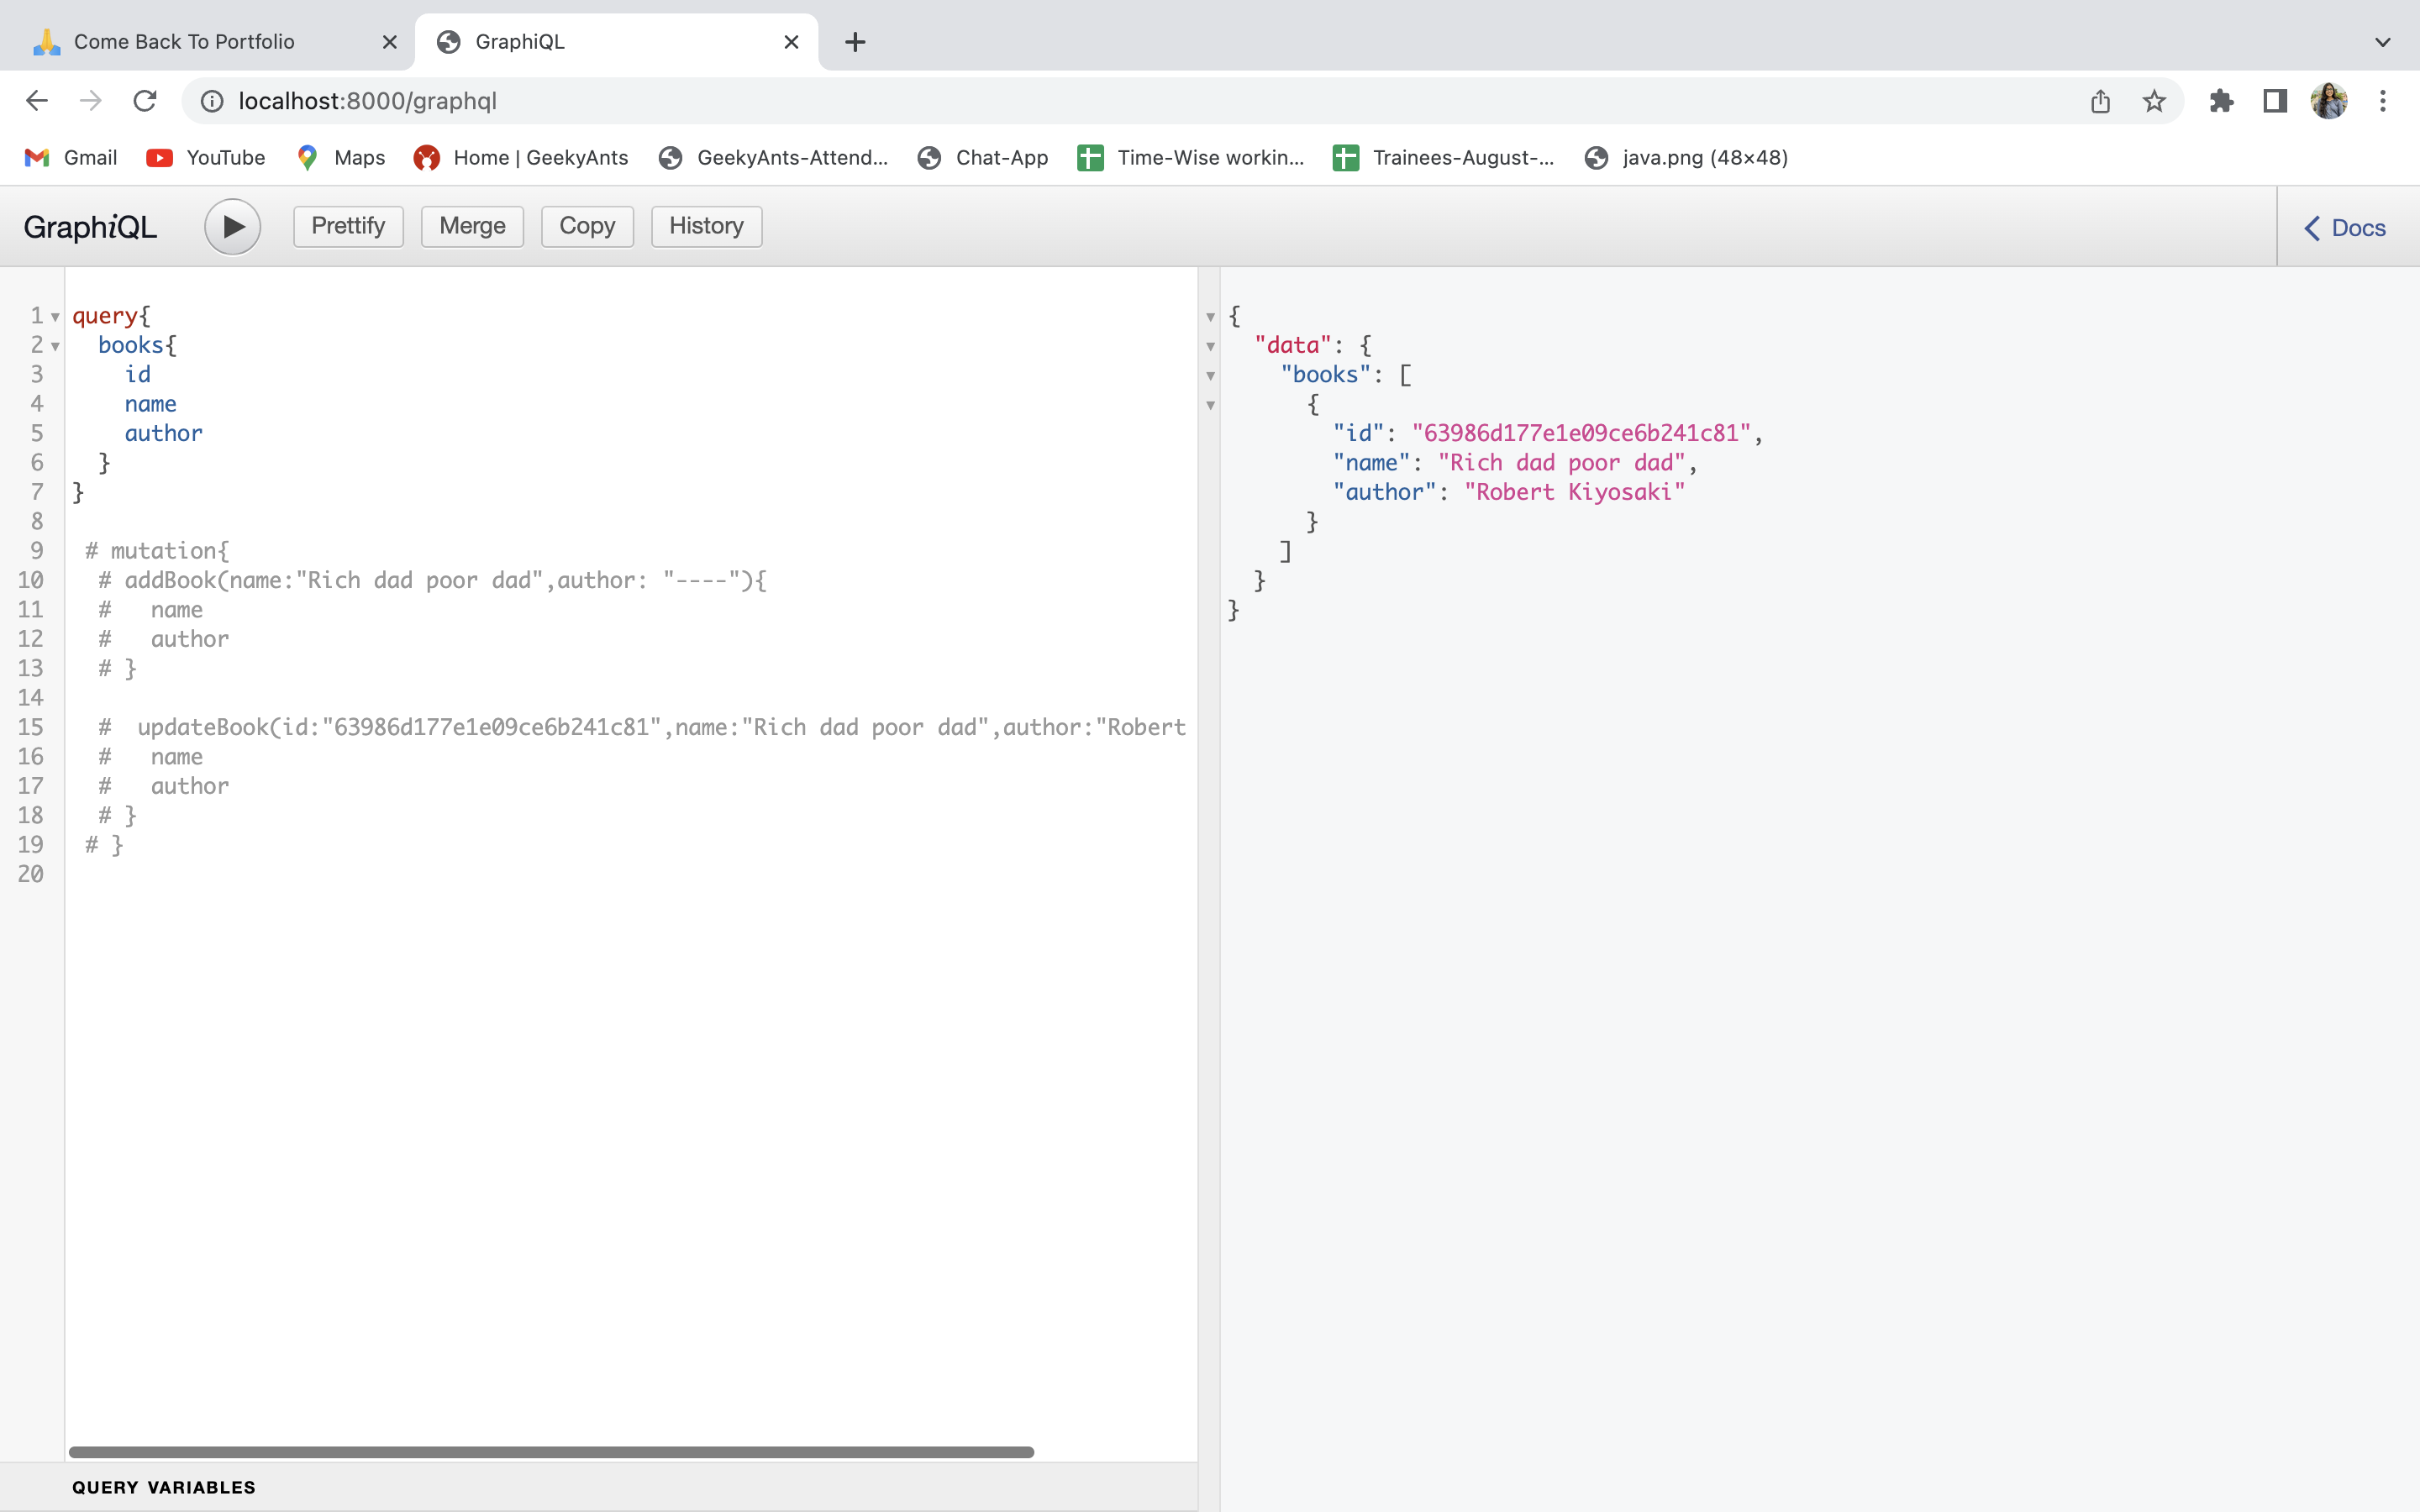 Come Back To Portfolio
GraphiQL
localhost:8000/graphql
Gmail YouTube Maps Home | GeekyAnts GeekyAnts-Attend... Chat-App Time-Wise workin... Trainees-August-... java.png (48×48)
GraphiQL Prettify Merge Copy History Docs
1 query{
2 books{
3 id
4 name
5 author
6 }
7 }
8
9 # mutation{
10 # addBook(name:"Rich dad poor dad",author: "----"){
11 # name
12 # author
13 # }
14
15 # updateBook(id:"63986d177e1e09ce6b241c81",name:"Rich dad poor dad",author:"Robert
16 # name
17 # author
18 # }
19 # }
20
QUERY VARIABLES
{
"data": {
"books": [
{
"id": "63986d177e1e09ce6b241c81",
"name": "Rich dad poor dad",
"author": "Robert Kiyosaki"
}
]
}
}